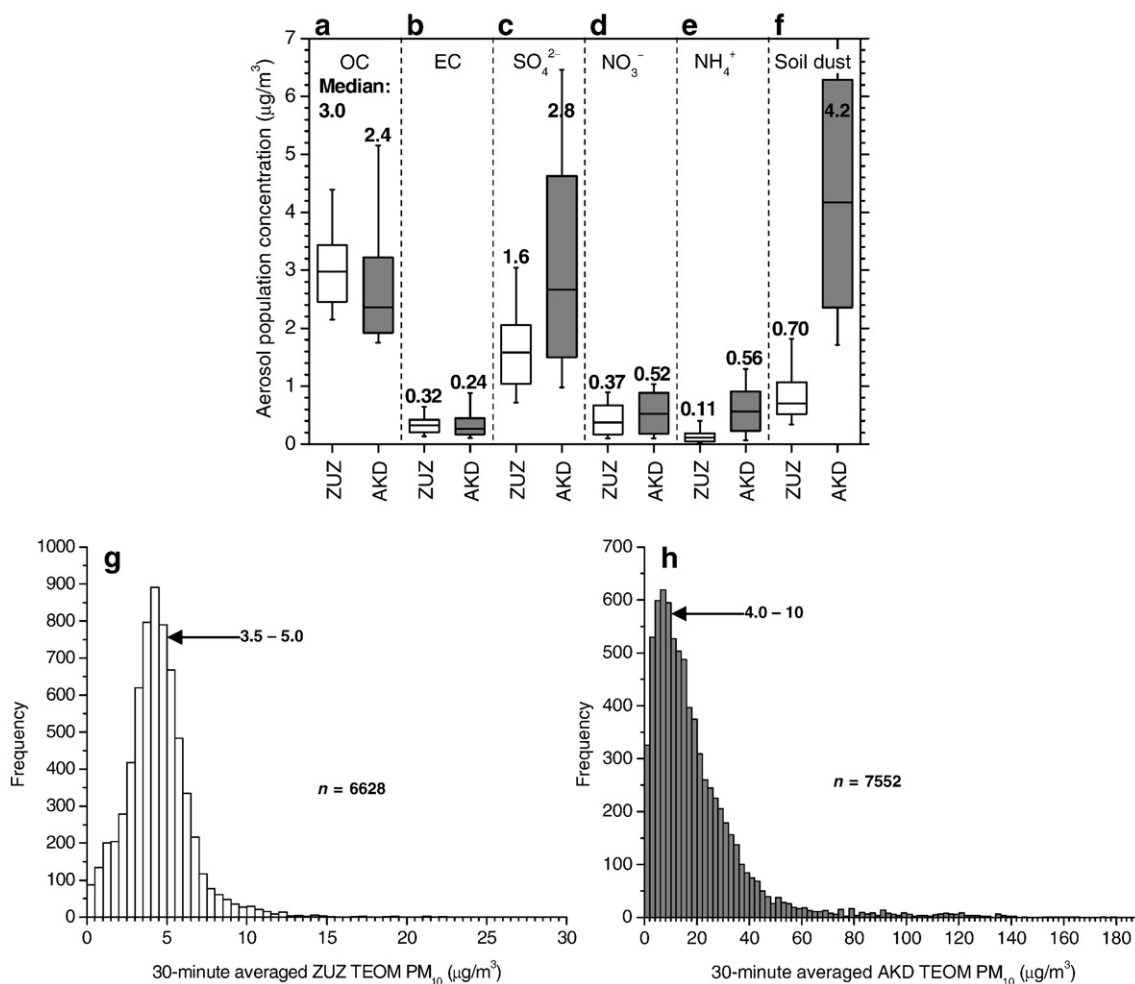 a b c d e f
7
6
5
4
3
2
1
0
Aerosol population concentration (μg/m³)
OC EC SO₄²⁻ NO₃⁻ NH₄⁺ Soil dust
Median:
3.0 2.4 0.32 0.24 1.6 2.8 0.37 0.52 0.11 0.56 0.70 4.2
ZUZ AKD ZUZ AKD ZUZ AKD ZUZ AKD ZUZ AKD ZUZ AKD
g
1000
900
800
700
600
500
400
300
200
100
0
Frequency
3.5 – 5.0
n = 6628
0 5 10 15 20 25 30
30-minute averaged ZUZ TEOM PM₁₀ (μg/m³)
h
700
600
500
400
300
200
100
0
Frequency
4.0 – 10
n = 7552
0 20 40 60 80 100 120 140 160 180
30-minute averaged AKD TEOM PM₁₀ (μg/m³)